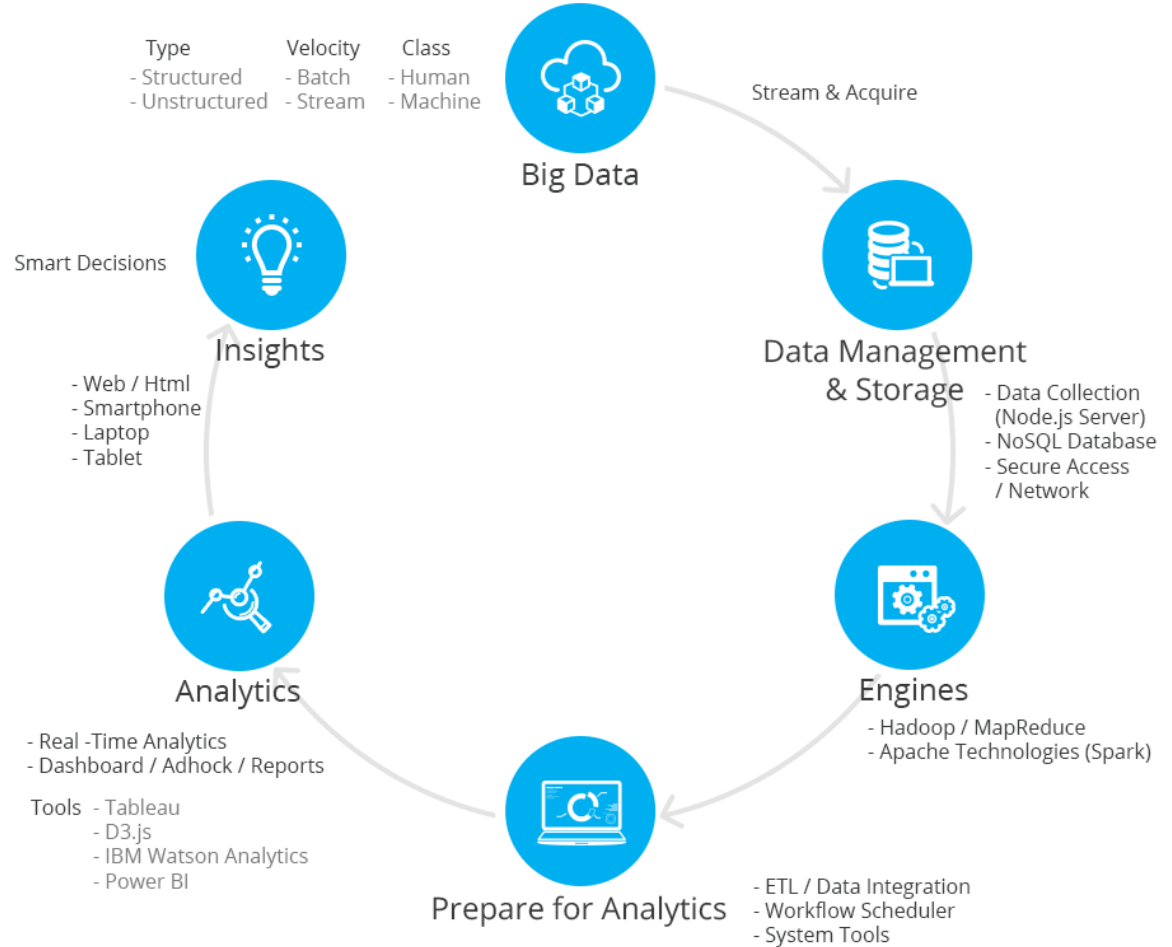 Type
- Structured
- Unstructured
Velocity
- Batch
- Stream
Class
- Human
- Machine
Big Data
Stream & Acquire
Data Management
& Storage
- Data Collection
(Node.js Server)
- NoSQL Database
- Secure Access
/ Network
Engines
- Hadoop / MapReduce
- Apache Technologies (Spark)
Prepare for Analytics
- ETL / Data Integration
- Workflow Scheduler
- System Tools
Analytics
- Real -Time Analytics
- Dashboard / Adhock / Reports
Tools - Tableau
- D3.js
- IBM Watson Analytics
- Power BI
- Web / Html
- Smartphone
- Laptop
- Tablet
Insights
Smart Decisions